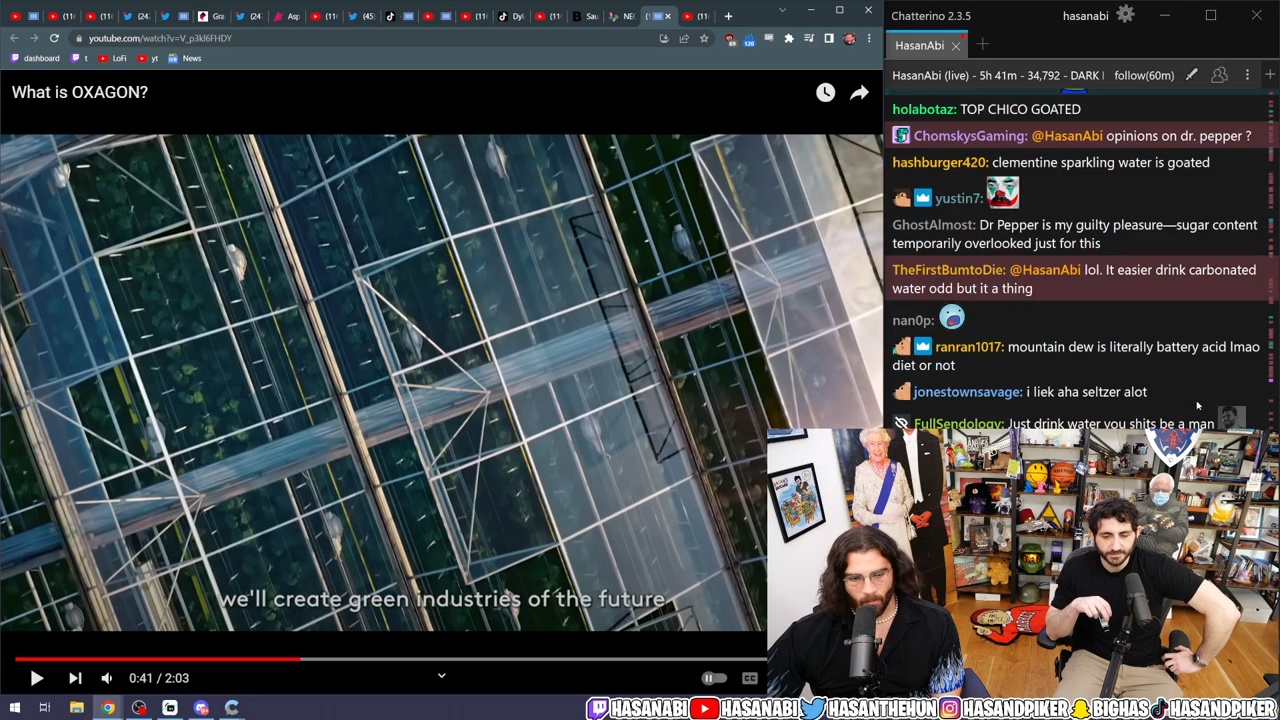 youtube.com/watch?v=V_p3kl6FHDY
dashboard
t
LoFi
yt
News
What is OXAGON?
we'll create green industries of the future
0:41 / 2:03
CC
Chatterino 2.3.5
hasanabi
HasanAbi
HasanAbi (live) - 5h 41m - 34,792 - DARK
follow(60m)
holabotaz: TOP CHICO GOATED
ChomskysGaming: @HasanAbi opinions on dr. pepper ?
hashburger420: clementine sparkling water is goated
yustin7:
GhostAlmost: Dr Pepper is my guilty pleasure—sugar content
temporarily overlooked just for this
TheFirstBumtoDie: @HasanAbi lol. It easier drink carbonated
water odd but it a thing
nan0p:
ranran1017: mountain dew is literally battery acid lmao
diet or not
jonestownsavage: i liek aha seltzer alot
FullSendology: Just drink water you shits be a man
HASANABI
HASANABI
HASANTHEHUN
HASANDPIKER
BIGHAS
HASANDPIKER